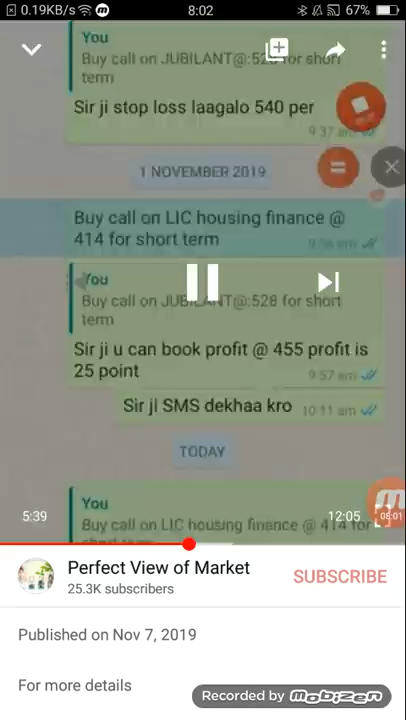 0.19KB/s 8:02 67%
You
Buy call on JUBILANT@:528 for short
term
Sir ji stop loss laagalo 540 per
9:37 am
1 NOVEMBER 2019
Buy call on LIC housing finance @
414 for short term
9:56 am
You
Buy call on JUBILANT@:528 for short
term
Sir ji u can book profit @ 455 profit is
25 point
9:57 am
Sir ji SMS dekhaa kro 10:11 am
TODAY
You
Buy call on LIC housing finance @ 414 for
5:39 12:05 08:01
Perfect View of Market
25.3K subscribers
SUBSCRIBE
Published on Nov 7, 2019
For more details
Recorded by mobizen